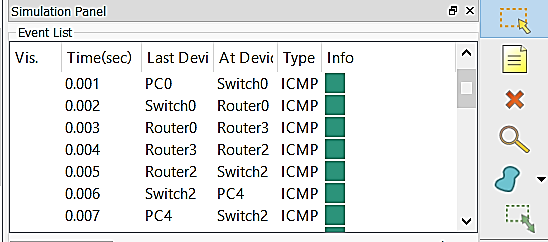 Simulation Panel
Event List
Vis. Time(sec) Last Devi At Devic Type Info
0.001 PC0 Switch0 ICMP
0.002 Switch0 Router0 ICMP
0.003 Router0 Router3 ICMP
0.004 Router3 Router2 ICMP
0.005 Router2 Switch2 ICMP
0.006 Switch2 PC4 ICMP
0.007 PC4 Switch2 ICMP